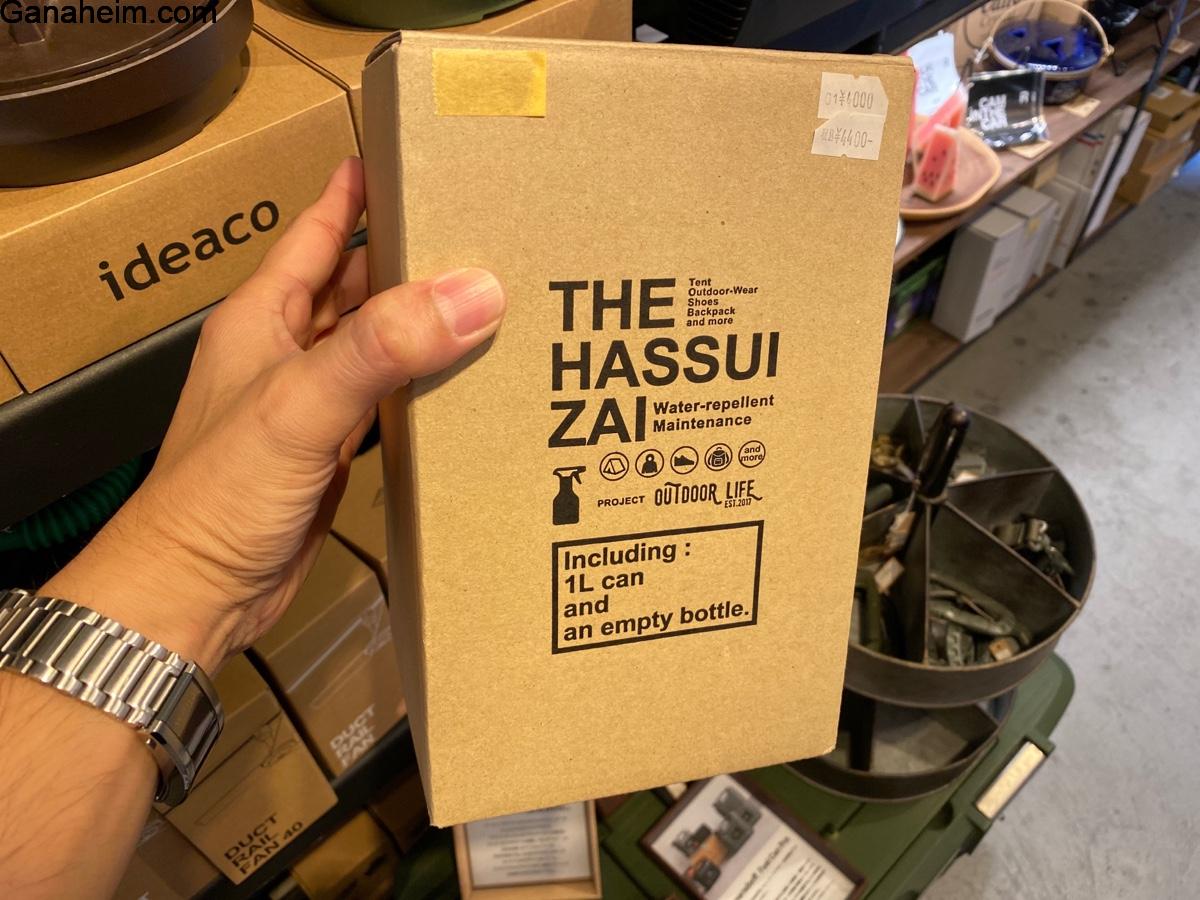 Ganaheim.com
ideaco
¥4000
¥4400-
THE
Tent
Outdoor-Wear
Shoes
Backpack
and more
HASSUI
ZAI
Water-repellent
Maintenance
and
more
PROJECT OUTDOOR LIFE
EST.2017
Including :
1L can
and
an empty bottle.
DUCT
RAIL
FAN
DUCT
RAIL
FAN 40